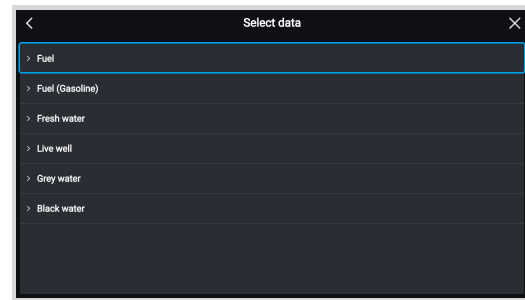 Select data
Fuel
Fuel (Gasoline)
Fresh water
Live well
Grey water
Black water